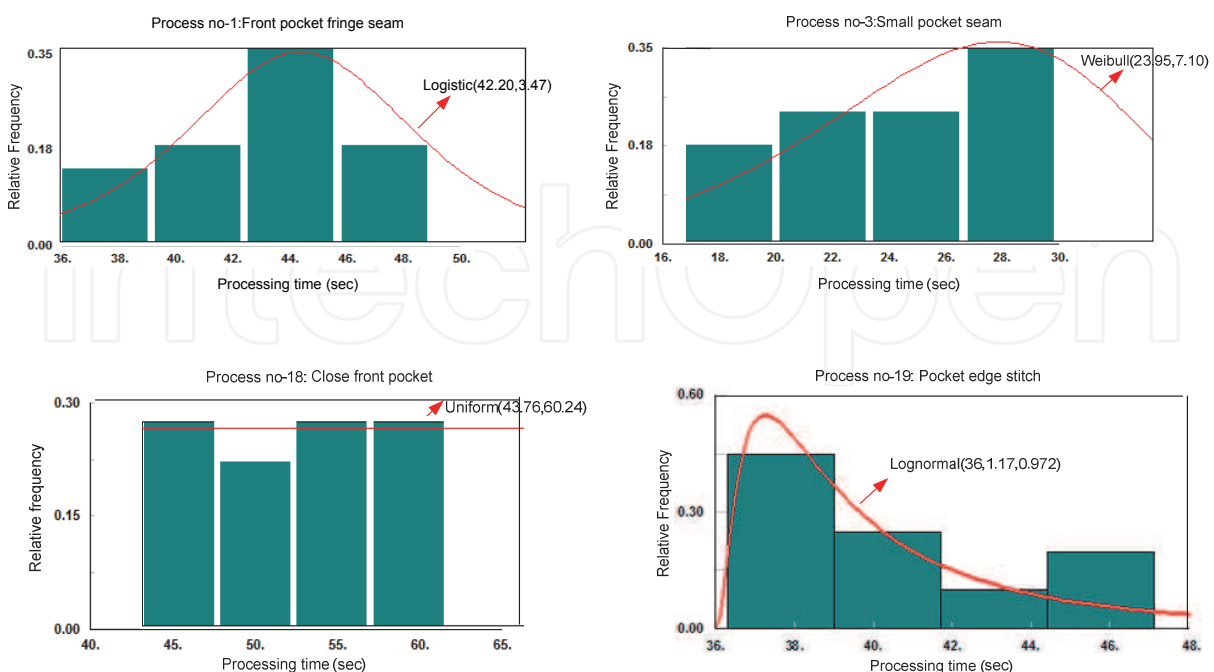 Process no-1:Front pocket fringe seam
Relative Frequency
0.35
0.18
0.00
Logistic(42.20,3.47)
36. 38. 40. 42. 44. 46. 48. 50.
Processing time (sec)
Process no-3:Small pocket seam
Relative Frequency
0.35
0.18
0.00
Weibull(23.95,7.10)
16. 18. 20. 22. 24. 26. 28. 30.
Processing time (sec)
intechopen
Process no-18: Close front pocket
Relative frequency
0.30
0.15
0.00
Uniform(43.76,60.24)
40. 45. 50. 55. 60. 65.
Processing time (sec)
Process no-19: Pocket edge stitch
Relative Frequency
0.60
0.30
0.00
Lognormal(36,1.17,0.972)
36. 38. 40. 42. 44. 46. 48.
Processing time (sec)